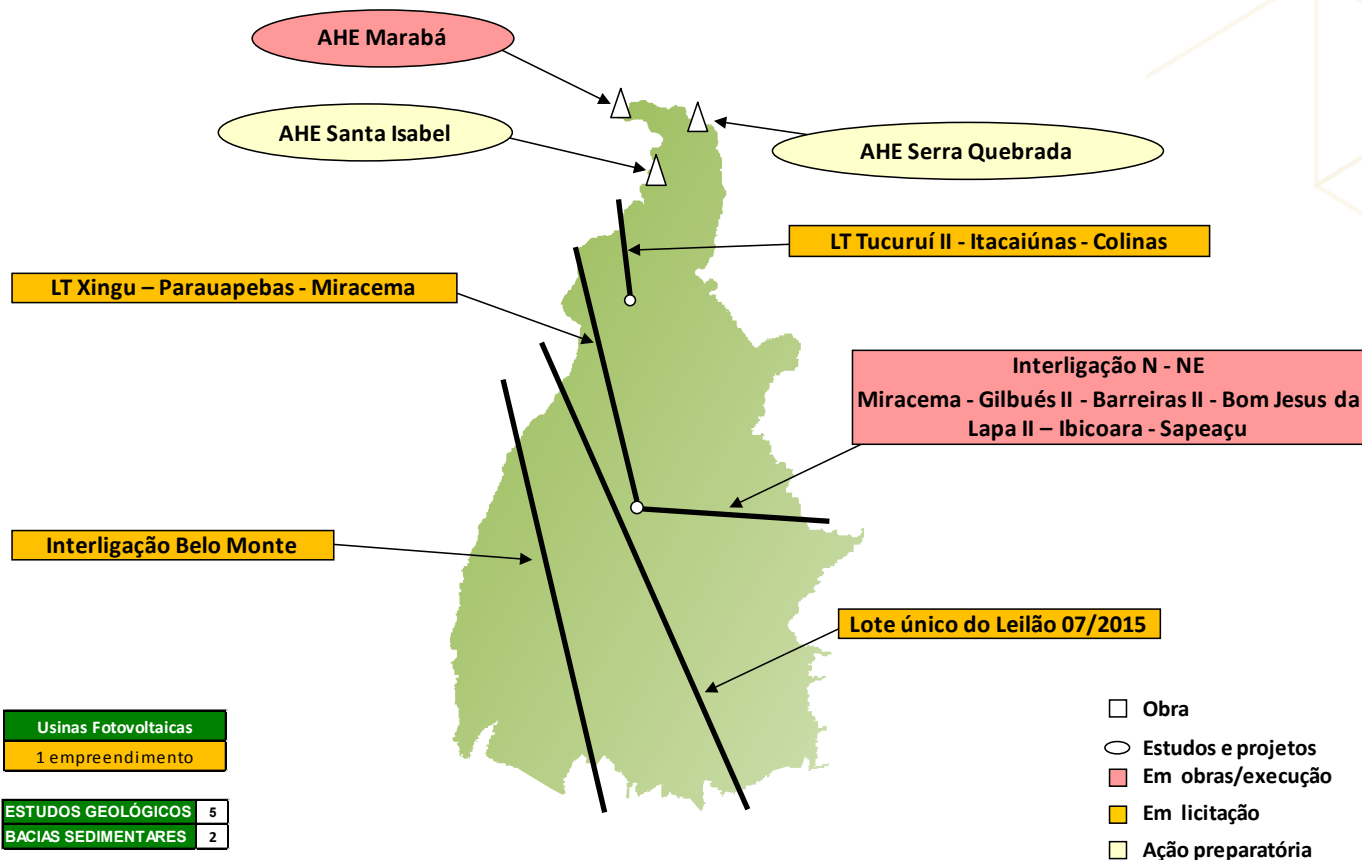 AHE Marabá
AHE Santa Isabel
AHE Serra Quebrada
LT Tucuruí II - Itacaiúnas - Colinas
LT Xingu – Parauapebas - Miracema
Interligação N - NE
Miracema - Gilbués II - Barreiras II - Bom Jesus da
Lapa II – Ibicoara - Sapeaçu
Interligação Belo Monte
Lote único do Leilão 07/2015
Usinas Fotovoltaicas
1 empreendimento
ESTUDOS GEOLÓGICOS 5
BACIAS SEDIMENTARES 2
Obra
Estudos e projetos
Em obras/execução
Em licitação
Ação preparatória